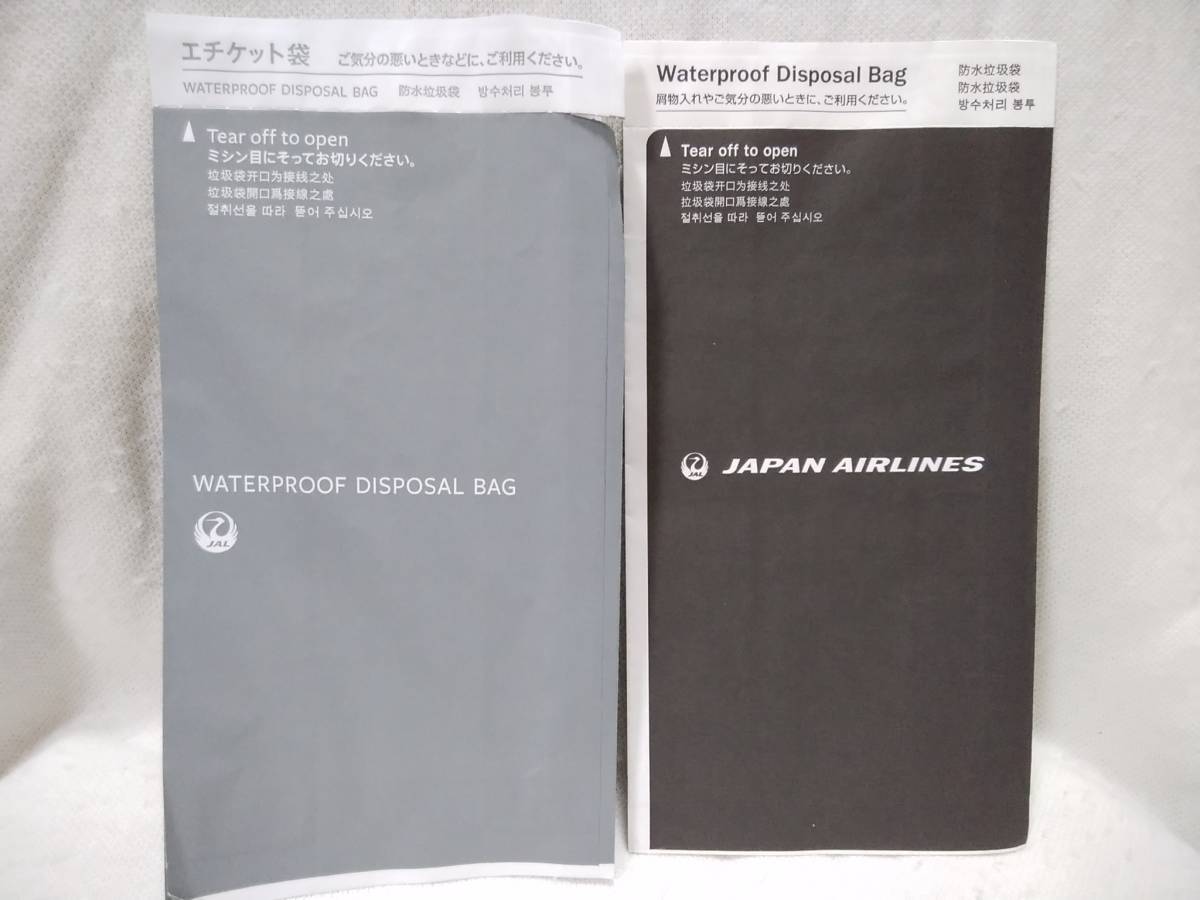 エチケット袋 ご気分の悪いときなどに、ご利用ください。
WATERPROOF DISPOSAL BAG 防水垃圾袋 방수처리 봉투
Tear off to open
ミシン目にそってお切りください。
垃圾袋开口为接线之处
垃圾袋開口爲接線之處
절취선을 따라 뜯어 주십시오
WATERPROOF DISPOSAL BAG
JAL
Waterproof Disposal Bag
屑物入れやご気分の悪いときに、ご利用ください。
防水垃圾袋
防水垃圾袋
방수처리 봉투
Tear off to open
ミシン目にそってお切りください。
垃圾袋开口为接线之处
垃圾袋開口爲接線之處
절취선을 따라 뜯어 주십시오
JAL JAPAN AIRLINES